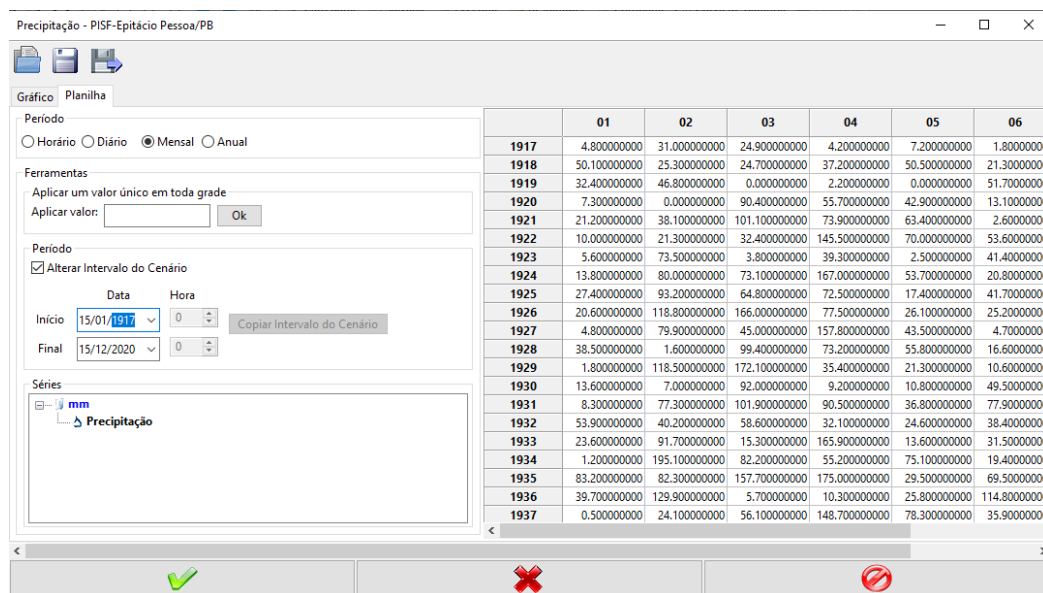 Precipitação - PISF-Epitácio Pessoa/PB
Gráfico Planilha
Período
Horário Diário Mensal Anual
Ferramentas
Aplicar um valor único em toda grade
Aplicar valor: Ok
Período
Alterar Intervalo do Cenário
Data Hora
Início 15/01/1917 0 Copiar Intervalo do Cenário
Final 15/12/2020 0
Séries
mm
Precipitação
01 02 03 04 05 06
1917 4.800000000 31.000000000 24.900000000 4.200000000 7.200000000 1.8000000
1918 50.100000000 25.300000000 24.700000000 37.200000000 50.500000000 21.3000000
1919 32.400000000 46.800000000 0.000000000 2.200000000 0.000000000 51.7000000
1920 7.300000000 0.000000000 90.400000000 55.700000000 42.900000000 13.1000000
1921 21.200000000 38.100000000 101.100000000 73.900000000 63.400000000 2.6000000
1922 10.000000000 21.300000000 32.400000000 145.500000000 70.000000000 53.6000000
1923 5.600000000 73.500000000 3.800000000 39.300000000 2.500000000 41.4000000
1924 13.800000000 80.000000000 73.100000000 167.000000000 53.700000000 20.8000000
1925 27.400000000 93.200000000 64.800000000 72.500000000 17.400000000 41.7000000
1926 20.600000000 118.800000000 166.000000000 77.500000000 26.100000000 25.2000000
1927 4.800000000 79.900000000 45.000000000 157.800000000 43.500000000 4.7000000
1928 38.500000000 1.600000000 99.400000000 73.200000000 55.800000000 16.6000000
1929 1.800000000 118.500000000 172.100000000 35.400000000 21.300000000 10.6000000
1930 13.600000000 7.000000000 92.000000000 9.200000000 10.800000000 49.5000000
1931 8.300000000 77.300000000 101.900000000 90.500000000 36.800000000 77.9000000
1932 53.900000000 40.200000000 58.600000000 32.100000000 24.600000000 38.4000000
1933 23.600000000 91.700000000 15.300000000 165.900000000 13.600000000 31.5000000
1934 1.200000000 195.100000000 82.200000000 55.200000000 75.100000000 19.4000000
1935 83.200000000 82.300000000 157.700000000 175.000000000 29.500000000 69.5000000
1936 39.700000000 129.900000000 5.700000000 10.300000000 25.800000000 114.8000000
1937 0.500000000 24.100000000 56.100000000 148.700000000 78.300000000 35.9000000